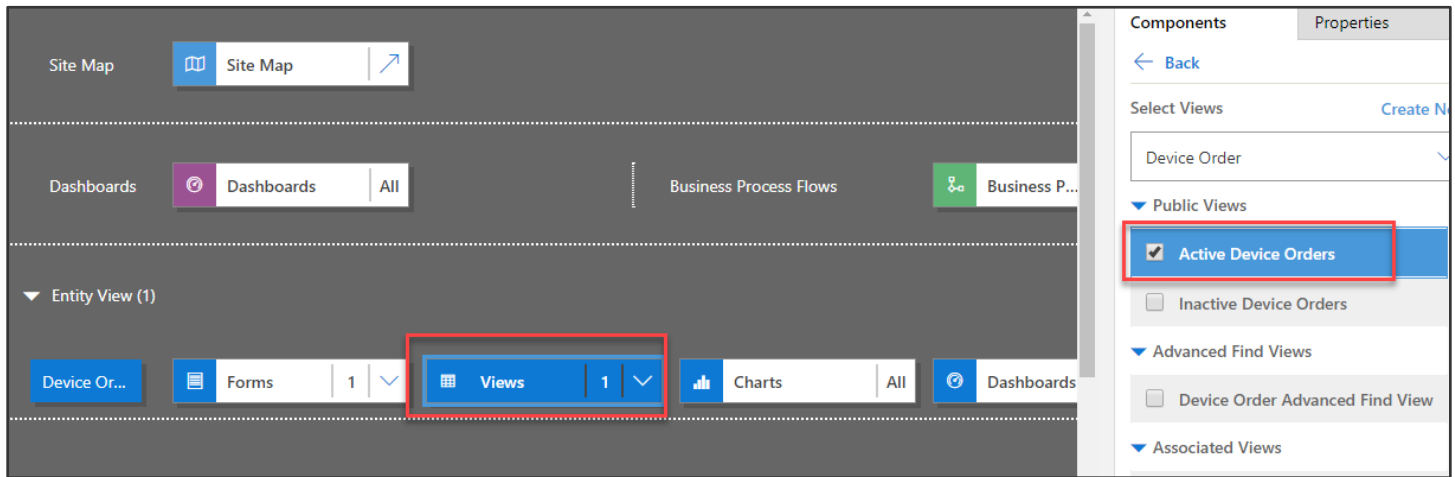 Site Map
Site Map
Dashboards
Dashboards All
Business Process Flows
Business P...
Entity View (1)
Device Or...
Forms 1
Views 1
Charts All
Dashboards
Components Properties
Back
Select Views Create Ne
Device Order
Public Views
Active Device Orders
Inactive Device Orders
Advanced Find Views
Device Order Advanced Find View
Associated Views